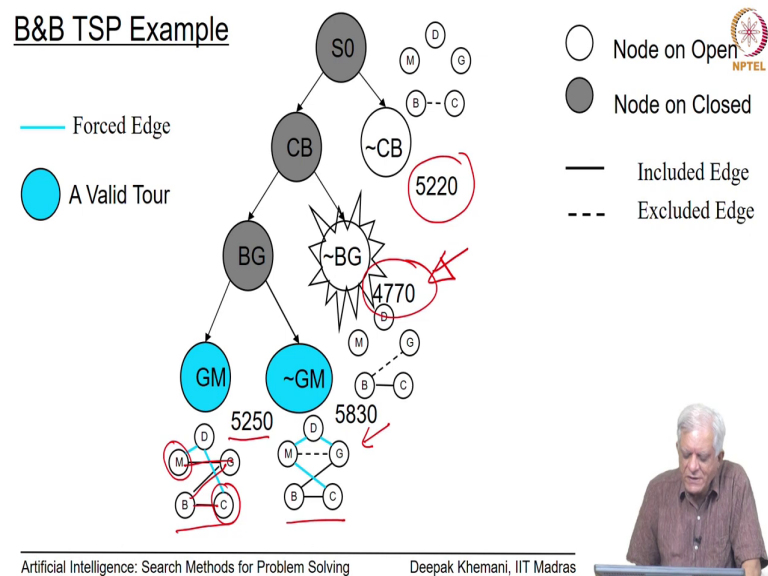 B&B TSP Example
NPTEL
Forced Edge
A Valid Tour
Node on Open
Node on Closed
Included Edge
Excluded Edge
S0
D
M
G
B
C
CB
~CB
5220
BG
~BG
4770
D
M
G
B
C
GM
~GM
5250
5830
D
M
G
B
C
D
M
G
B
C
Artificial Intelligence: Search Methods for Problem Solving
Deepak Khemani, IIT Madras